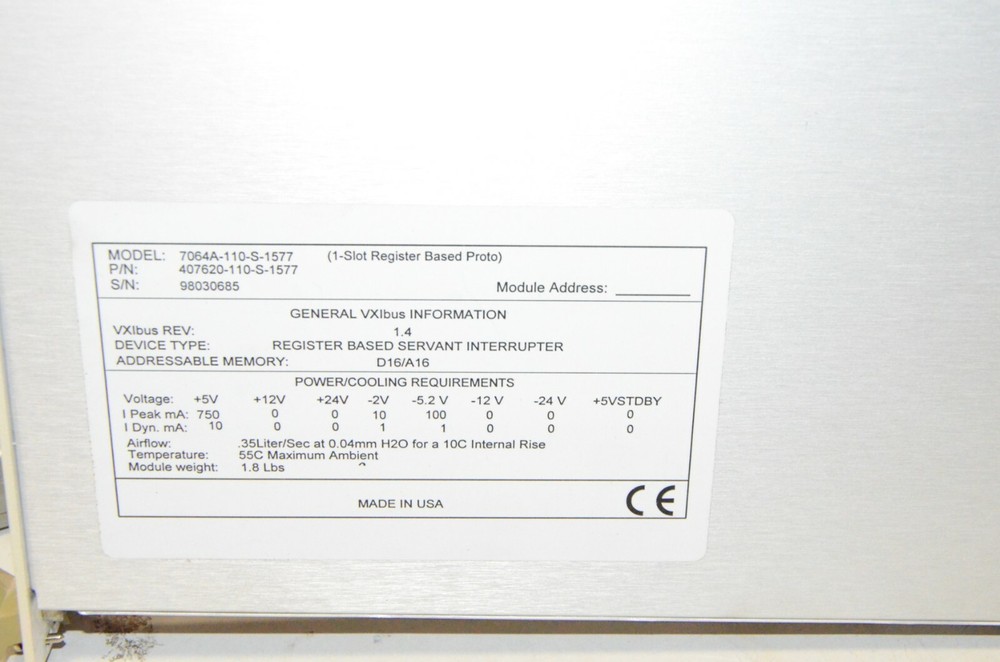 MODEL: 7064A-110-S-1577 (1-Slot Register Based Proto)
P/N: 407620-110-S-1577
S/N: 98030685
Module Address:
GENERAL VXIbus INFORMATION
VXIbus REV: 1.4
DEVICE TYPE: REGISTER BASED SERVANT INTERRUPTER
ADDRESSABLE MEMORY: D16/A16
POWER/COOLING REQUIREMENTS
Voltage: +5V +12V +24V -2V -5.2 V -12 V -24 V +5VSTDBY
I Peak mA: 750 0 0 10 100 0 0 0
I Dyn. mA: 10 0 0 1 1 0 0 0
Airflow: .35Liter/Sec at 0.04mm H2O for a 10C Internal Rise
Temperature: 55C Maximum Ambient
Module weight: 1.8 Lbs
MADE IN USA CE